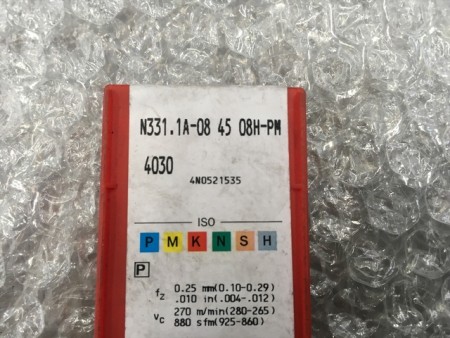 N331.1A-08 45 08H-PM
4030
4N0521535
ISO
P M K N S H
P
fz 0.25 mm(0.10-0.29)
.010 in(.004-.012)
vc 270 m/min(280-265)
880 sfm(925-860)